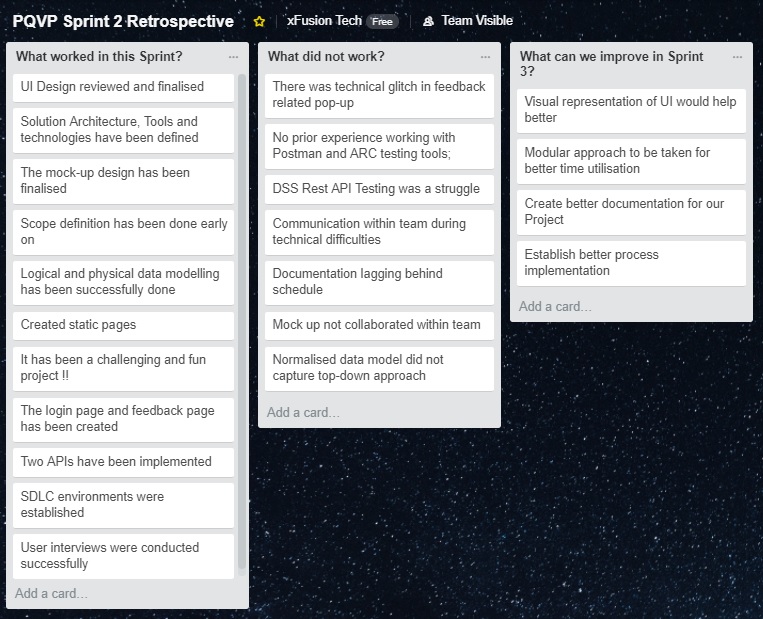 PQVP Sprint 2 Retrospective
xFusion Tech Free
Team Visible
What worked in this Sprint?
UI Design reviewed and finalised
Solution Architecture, Tools and
technologies have been defined
The mock-up design has been
finalised
Scope definition has been done early
on
Logical and physical data modelling
has been successfully done
Created static pages
It has been a challenging and fun
project !!
The login page and feedback page
has been created
Two APIs have been implemented
SDLC environments were
established
User interviews were conducted
successfully
Add a card…
What did not work?
There was technical glitch in feedback
related pop-up
No prior experience working with
Postman and ARC testing tools;
DSS Rest API Testing was a struggle
Communication within team during
technical difficulties
Documentation lagging behind
schedule
Mock up not collaborated within team
Normalised data model did not
capture top-down approach
Add a card…
What can we improve in Sprint
3?
Visual representation of UI would help
better
Modular approach to be taken for
better time utilisation
Create better documentation for our
Project
Establish better process
implementation
Add a card…